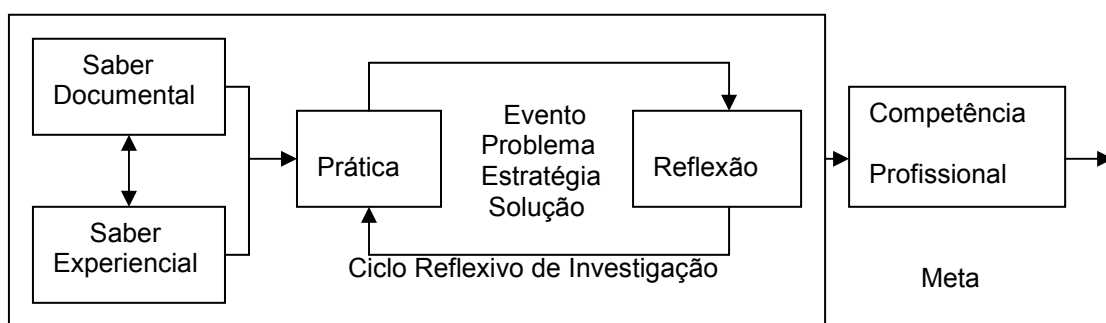 Saber
Documental
Saber
Experiencial
Prática
Evento
Problema
Estratégia
Solução
Reflexão
Ciclo Reflexivo de Investigação
Competência
Profissional
Meta